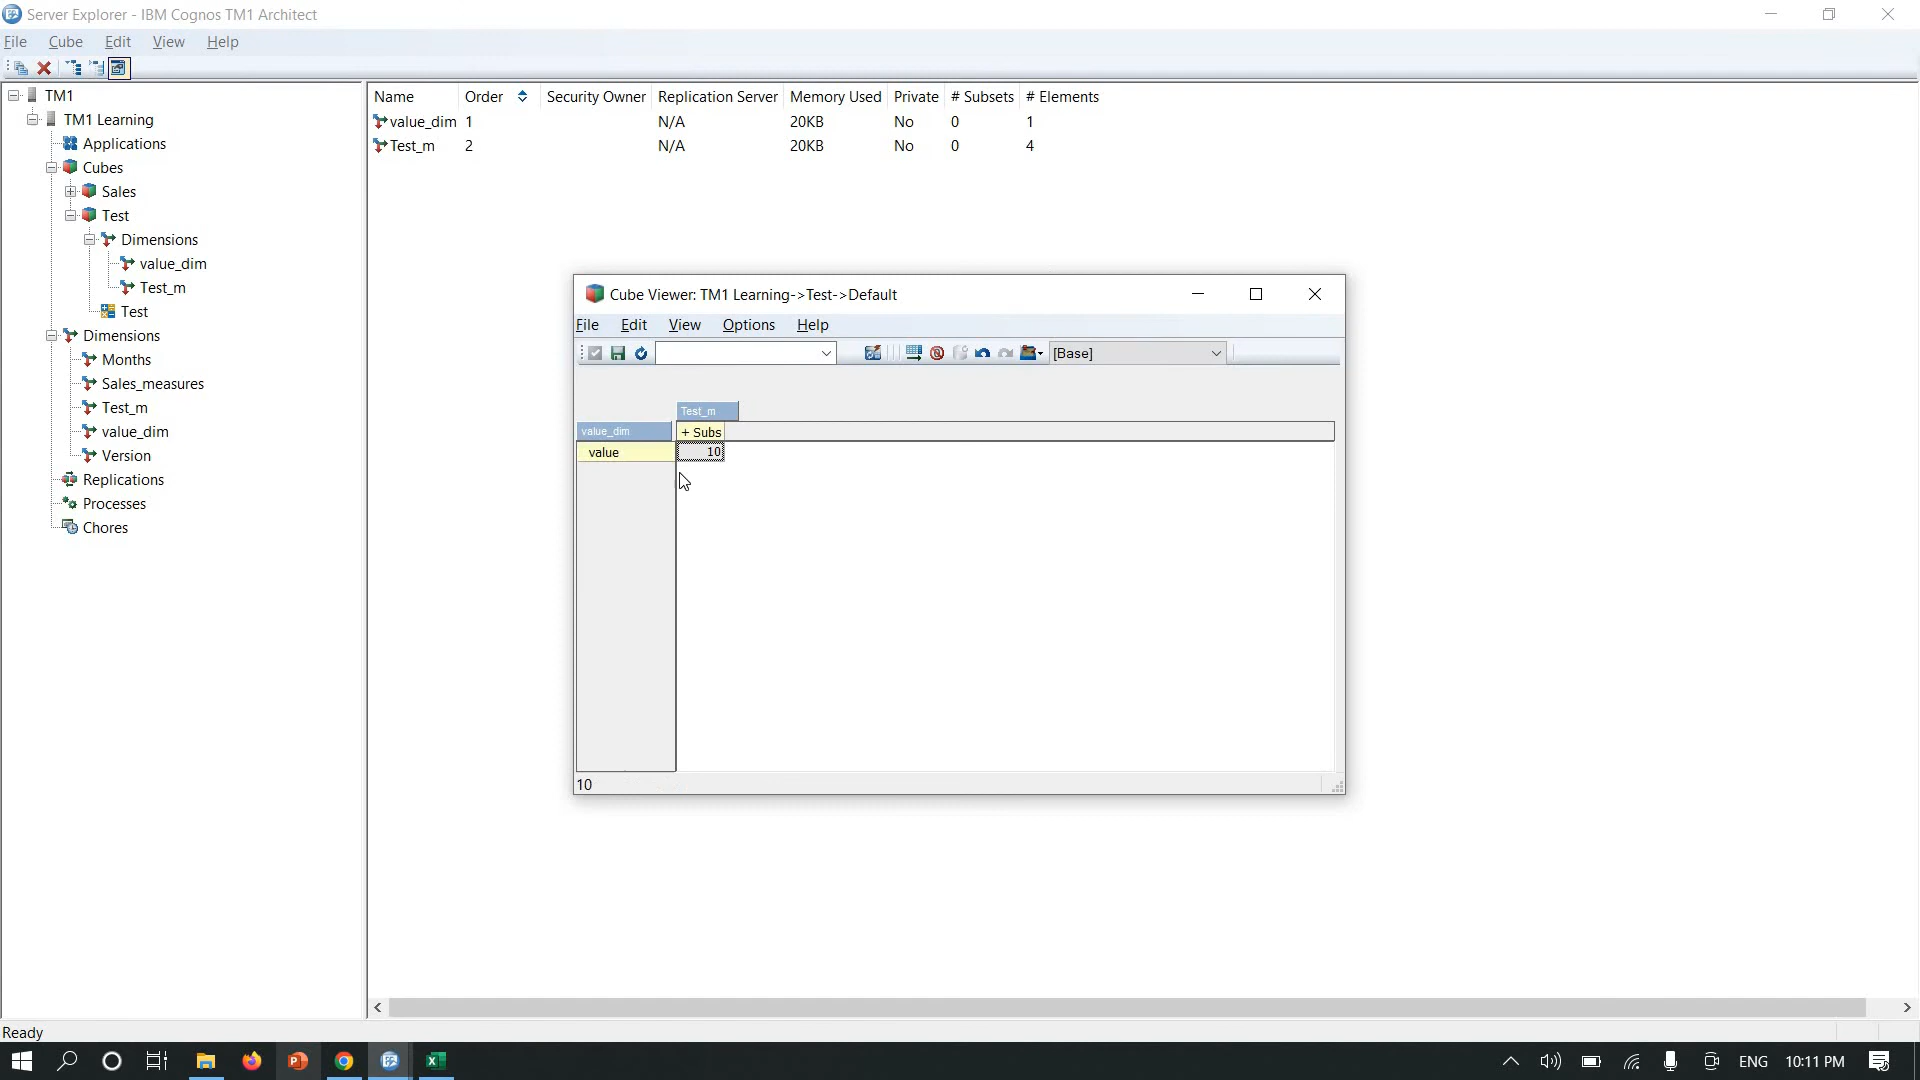 Server Explorer - IBM Cognos TM1 Architect
File Cube Edit View Help
TM1
TM1 Learning
Applications
Cubes
Sales
Test
Dimensions
value_dim
Test_m
Test
Dimensions
Months
Sales_measures
Test_m
value_dim
Version
Replications
Processes
Chores
Name Order Security Owner Replication Server Memory Used Private # Subsets # Elements
value_dim 1 N/A 20KB No 0 1
Test_m 2 N/A 20KB No 0 4
Cube Viewer: TM1 Learning->Test->Default
File Edit View Options Help
[Base]
Test_m
value_dim + Subs
value 10
10
Ready
ENG 10:11 PM